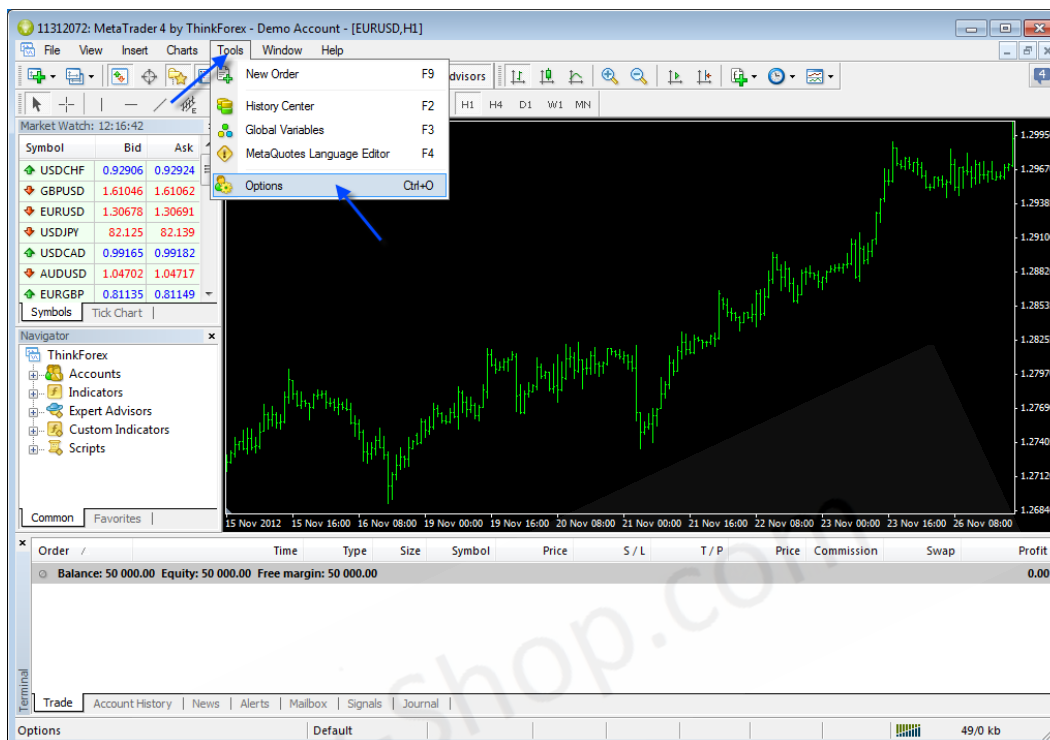 11312072: MetaTrader 4 by ThinkForex - Demo Account - [EURUSD,H1]
File View Insert Charts Tools Window Help
New Order F9
History Center F2
Global Variables F3
MetaQuotes Language Editor F4
Options Ctrl+O
dvisors
4
H1 H4 D1 W1 MN
Market Watch: 12:16:42
Symbol Bid Ask
USDCHF 0.92906 0.92924
GBPUSD 1.61046 1.61062
EURUSD 1.30678 1.30691
USDJPY 82.125 82.139
USDCAD 0.99165 0.99182
AUDUSD 1.04702 1.04717
EURGBP 0.81135 0.81149
Symbols Tick Chart
Navigator
ThinkForex
Accounts
Indicators
Expert Advisors
Custom Indicators
Scripts
Common Favorites
1.2995
1.2967
1.2938
1.2910
1.2882
1.2853
1.2825
1.2797
1.2769
1.2740
1.2712
1.2684
15 Nov 2012 15 Nov 16:00 16 Nov 08:00 19 Nov 00:00 19 Nov 16:00 20 Nov 08:00 21 Nov 00:00 21 Nov 16:00 22 Nov 08:00 23 Nov 00:00 23 Nov 16:00 26 Nov 08:00
Order / Time Type Size Symbol Price S / L T / P Price Commission Swap Profit
Balance: 50 000.00 Equity: 50 000.00 Free margin: 50 000.00 0.00
Terminal
Trade Account History News Alerts Mailbox Signals Journal
Options Default 49/0 kb
-shop.com